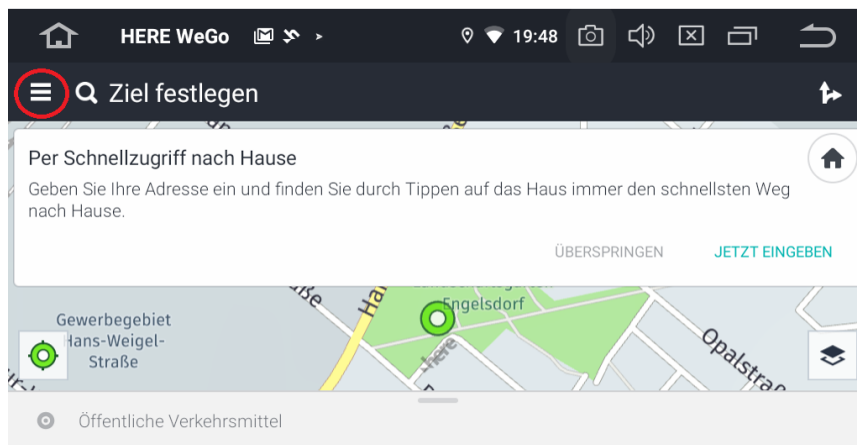 HERE WeGo
19:48
Ziel festlegen
Per Schnellzugriff nach Hause
Geben Sie Ihre Adresse ein und finden Sie durch Tippen auf das Haus immer den schnellsten Weg
nach Hause.
ÜBERSPRINGEN JETZT EINGEBEN
Engelsdorf
Gewerbegebiet
Hans-Weigel-
Straße
here
Opalstraße
Öffentliche Verkehrsmittel